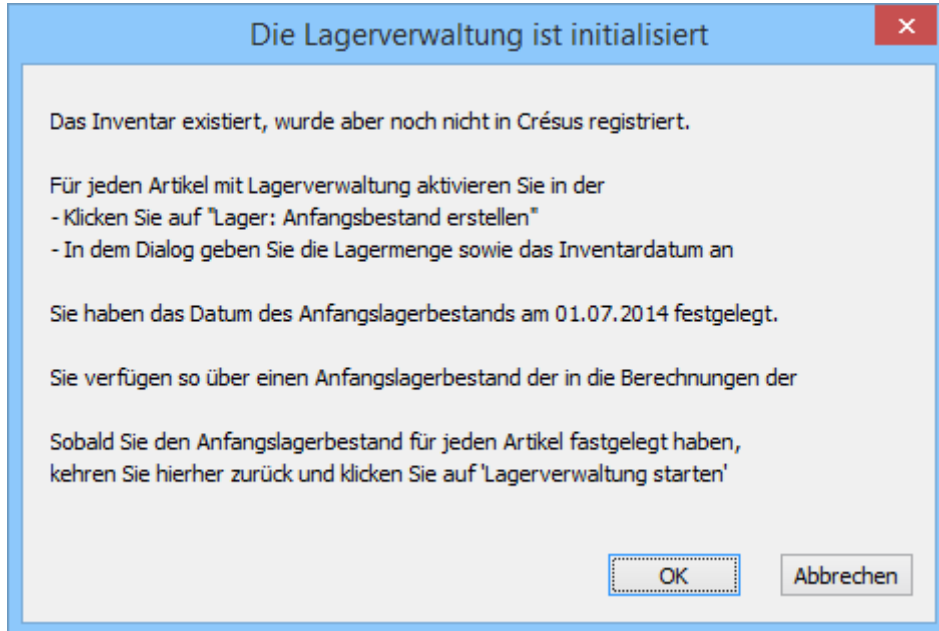 Die Lagerverwaltung ist initialisiert
Das Inventar existiert, wurde aber noch nicht in Crésus registriert.
Für jeden Artikel mit Lagerverwaltung aktivieren Sie in der
- Klicken Sie auf "Lager: Anfangsbestand erstellen"
- In dem Dialog geben Sie die Lagermenge sowie das Inventardatum an
Sie haben das Datum des Anfangslagerbestands am 01.07.2014 festgelegt.
Sie verfügen so über einen Anfangslagerbestand der in die Berechnungen der
Sobald Sie den Anfangslagerbestand für jeden Artikel fastgelegt haben,
kehren Sie hierher zurück und klicken Sie auf 'Lagerverwaltung starten'
OK Abbrechen